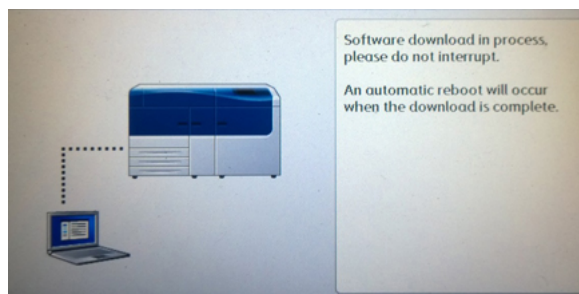 Software download in process,
please do not interrupt.
An automatic reboot will occur
when the download is complete.